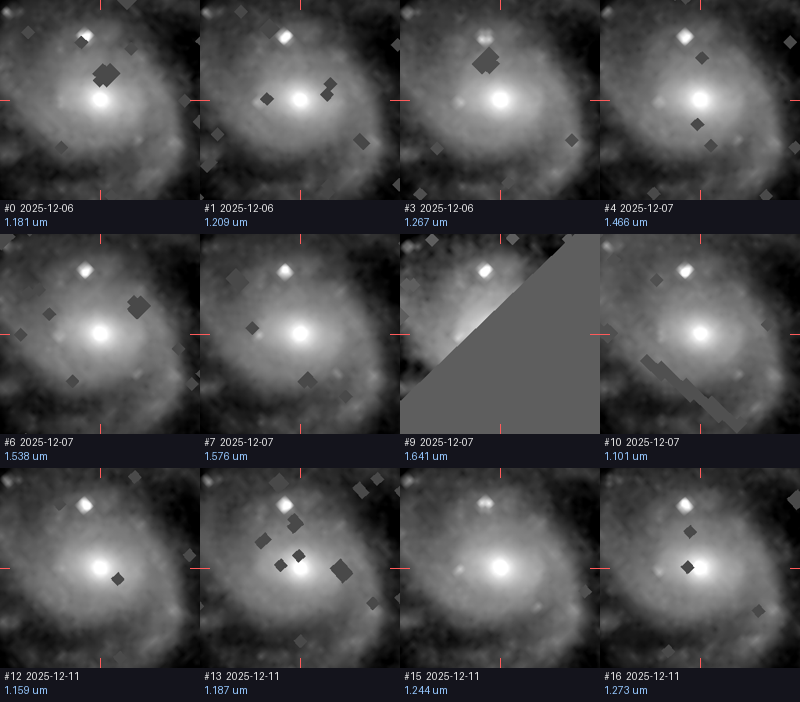 #0 2025-12-06
1.181 um
#1 2025-12-06
1.209 um
#3 2025-12-06
1.267 um
#4 2025-12-07
1.466 um
#6 2025-12-07
1.538 um
#7 2025-12-07
1.576 um
#9 2025-12-07
1.641 um
#10 2025-12-07
1.101 um
#12 2025-12-11
1.159 um
#13 2025-12-11
1.187 um
#15 2025-12-11
1.244 um
#16 2025-12-11
1.273 um